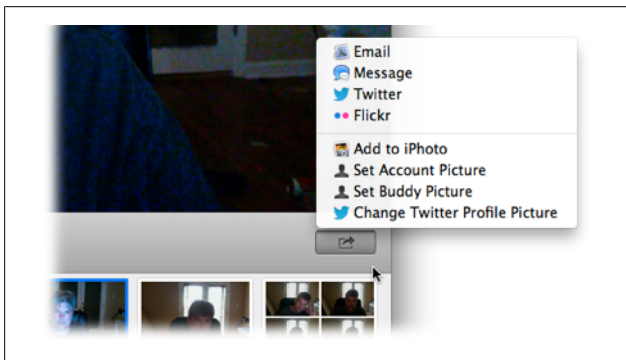 Email
Message
Twitter
Flickr
Add to iPhoto
Set Account Picture
Set Buddy Picture
Change Twitter Profile Picture